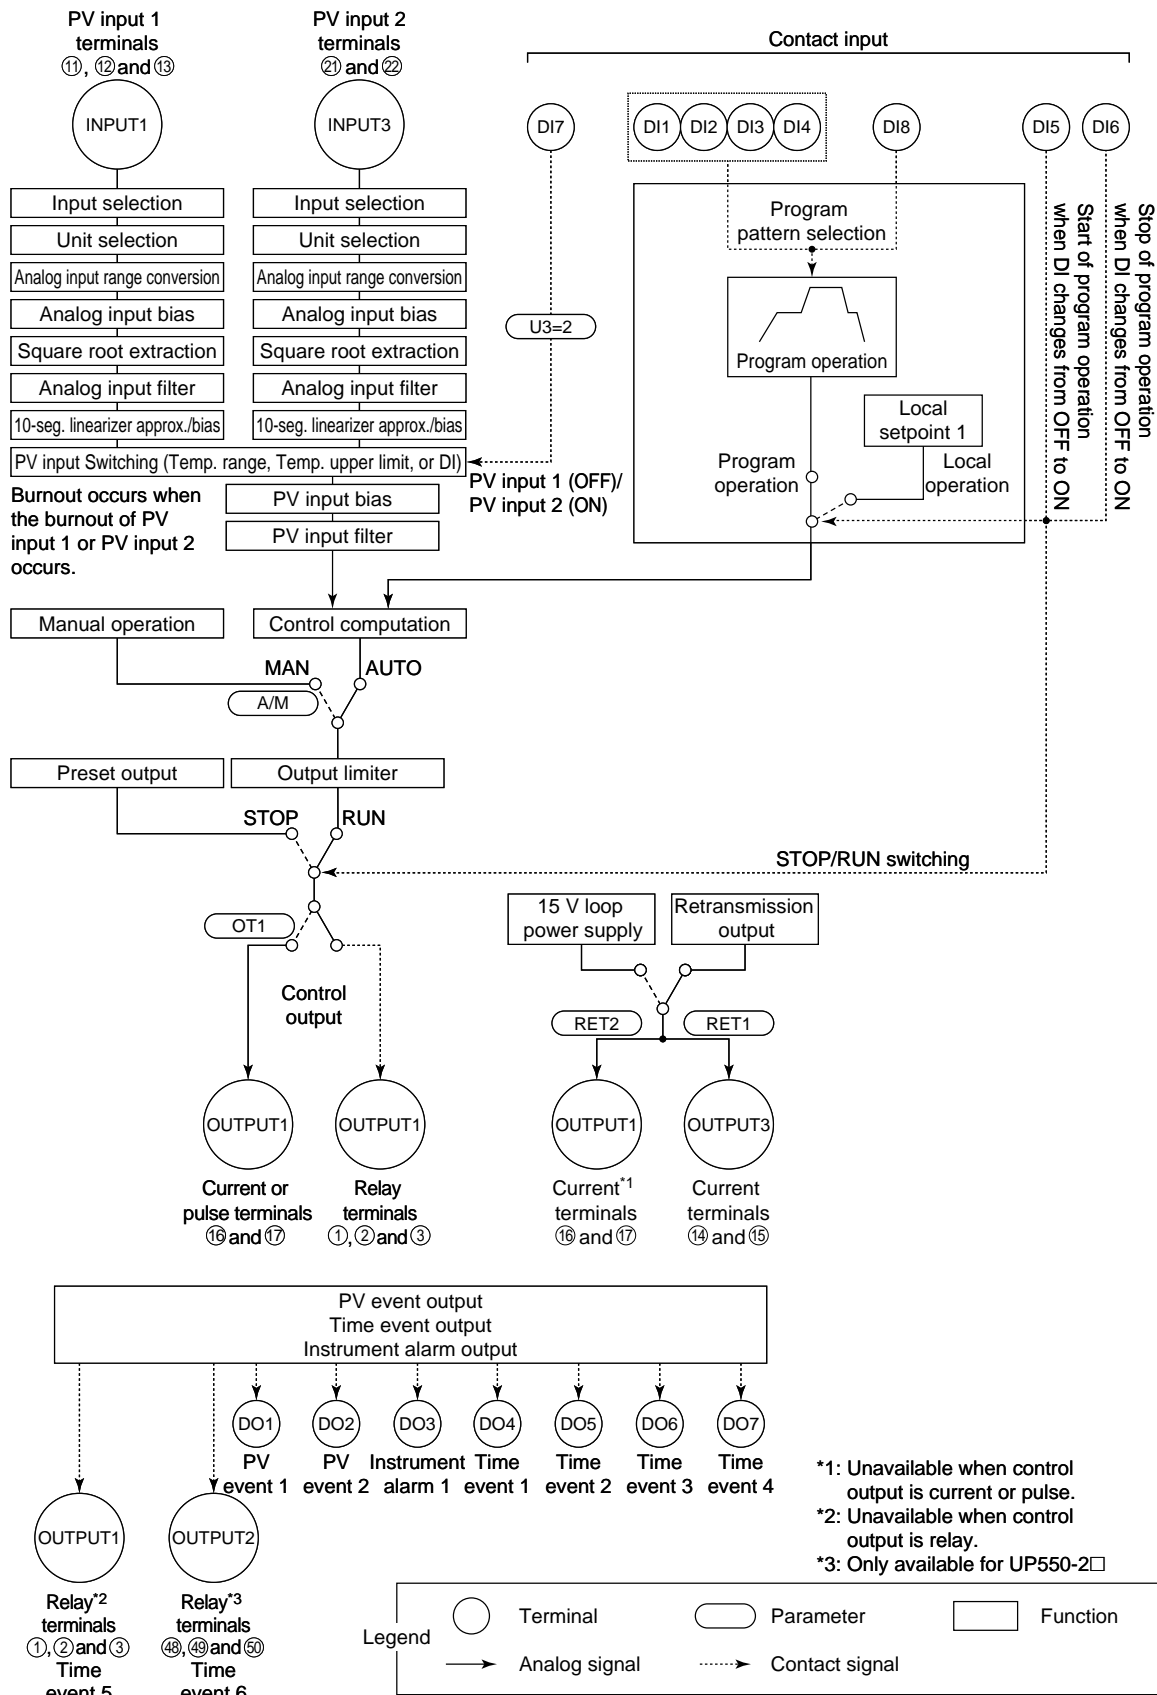 PV input 1
terminals
⑪, ⑫ and ⑬
INPUT1
PV input 2
terminals
㉑ and ㉒
INPUT3
Contact input
DI7
DI1
DI2
DI3
DI4
DI8
DI5
DI6
Input selection
Unit selection
Analog input range conversion
Analog input bias
Square root extraction
Analog input filter
10-seg. linearizer approx./bias
Input selection
Unit selection
Analog input range conversion
Analog input bias
Square root extraction
Analog input filter
10-seg. linearizer approx./bias
PV input Switching (Temp. range, Temp. upper limit, or DI)
U3=2
PV input 1 (OFF)/
PV input 2 (ON)
Burnout occurs when
the burnout of PV
input 1 or PV input 2
occurs.
PV input bias
PV input filter
Program
pattern selection
Program operation
Local
setpoint 1
Program
operation
Local
operation
Start of program operation
when DI changes from OFF to ON
Stop of program operation
when DI changes from OFF to ON
Manual operation
Control computation
MAN
AUTO
A/M
Preset output
Output limiter
STOP
RUN
STOP/RUN switching
OT1
Control
output
15 V loop
power supply
Retransmission
output
RET2
RET1
OUTPUT1
Current or
pulse terminals
⑯ and ⑰
OUTPUT1
Relay
terminals
①, ② and ③
OUTPUT1
Current*1
terminals
⑯ and ⑰
OUTPUT3
Current
terminals
⑭ and ⑮
PV event output
Time event output
Instrument alarm output
DO1
PV
event 1
DO2
PV
event 2
DO3
Instrument
alarm 1
DO4
Time
event 1
DO5
Time
event 2
DO6
Time
event 3
DO7
Time
event 4
OUTPUT1
Relay*2
terminals
①, ② and ③
Time
event 5
OUTPUT2
Relay*3
terminals
㊽, ㊾ and ㊿
Time
event 6
*1: Unavailable when control
output is current or pulse.
*2: Unavailable when control
output is relay.
*3: Only available for UP550-2□
Legend
Terminal
Parameter
Function
Analog signal
Contact signal